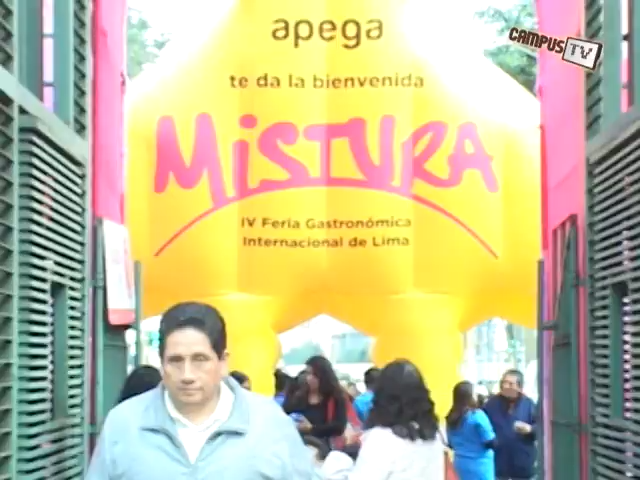 apega
CAMPUS TV
te da la bienvenida
MiSTURA
IV Feria Gastronómica
Internacional de Lima